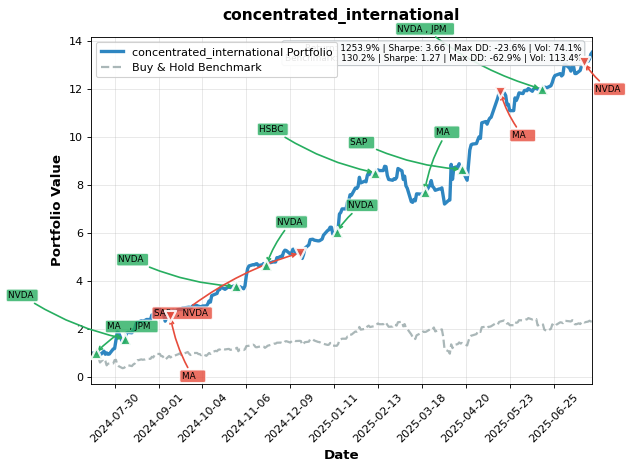 concentrated_international
NVDA , JPM
concentrated_international Portfolio
Buy & Hold Benchmark
1253.9% | Sharpe: 3.66 | Max DD: -23.6% | Vol: 74.1%
130.2% | Sharpe: 1.27 | Max DD: -62.9% | Vol: 113.4%
NVDA
HSBC
MA
MA
SAP
NVDA
NVDA
NVDA
NVDA
SAP , NVDA
MA , JPM
MA
14
12
10
8
6
4
2
0
Portfolio Value
2024-07-30
2024-09-01
2024-10-04
2024-11-06
2024-12-09
2025-01-11
2025-02-13
2025-03-18
2025-04-20
2025-05-23
2025-06-25
Date